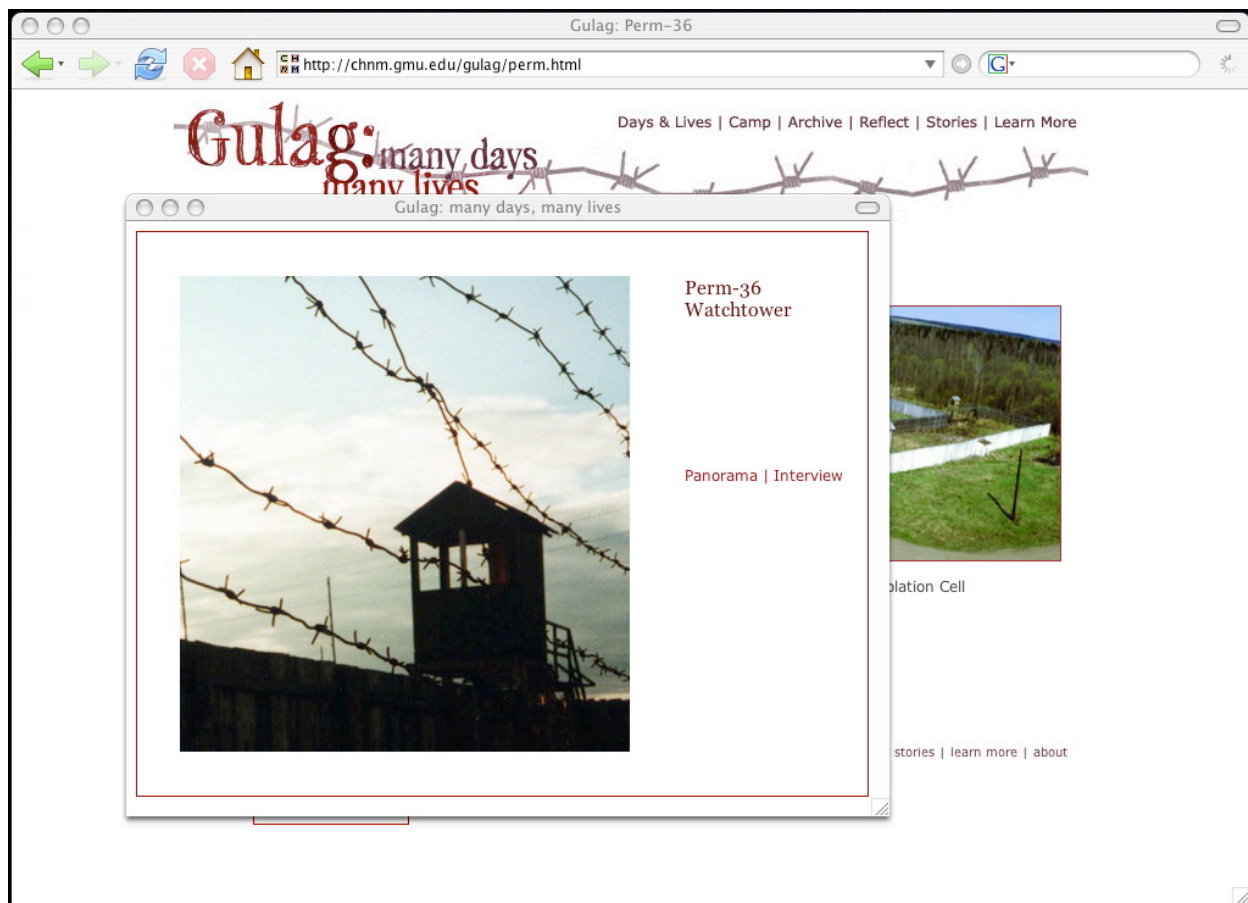 Gulag: Perm-36
http://chnm.gmu.edu/gulag/perm.html
G
Days & Lives | Camp | Archive | Reflect | Stories | Learn More
Gulag:
many days
many lives
Gulag: many days, many lives
Perm-36
Watchtower
Panorama | Interview
olation Cell
stories | learn more | about